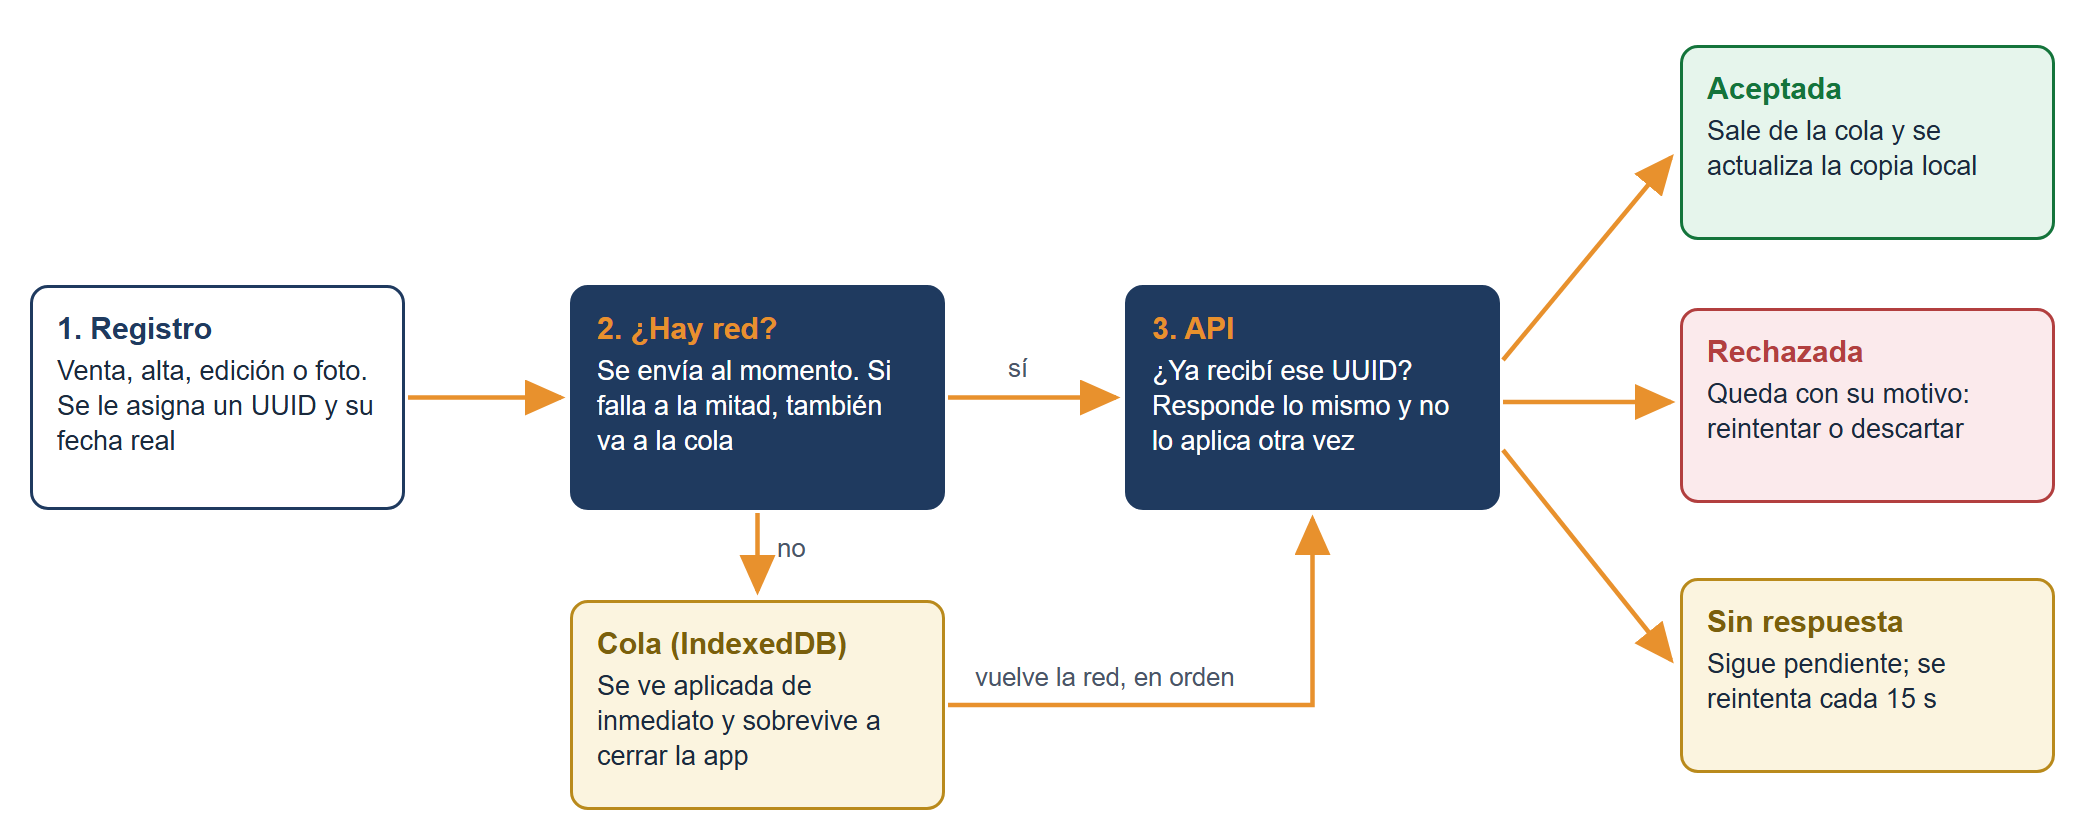 1. Registro
Venta, alta, edición o foto.
Se le asigna un UUID y su
fecha real
2. ¿Hay red?
Se envía al momento. Si
falla a la mitad, también
va a la cola
sí
no
Cola (IndexedDB)
Se ve aplicada de
inmediato y sobrevive a
cerrar la app
vuelve la red, en orden
3. API
¿Ya recibí ese UUID?
Responde lo mismo y no
lo aplica otra vez
Aceptada
Sale de la cola y se
actualiza la copia local
Rechazada
Queda con su motivo:
reintentar o descartar
Sin respuesta
Sigue pendiente; se
reintenta cada 15 s